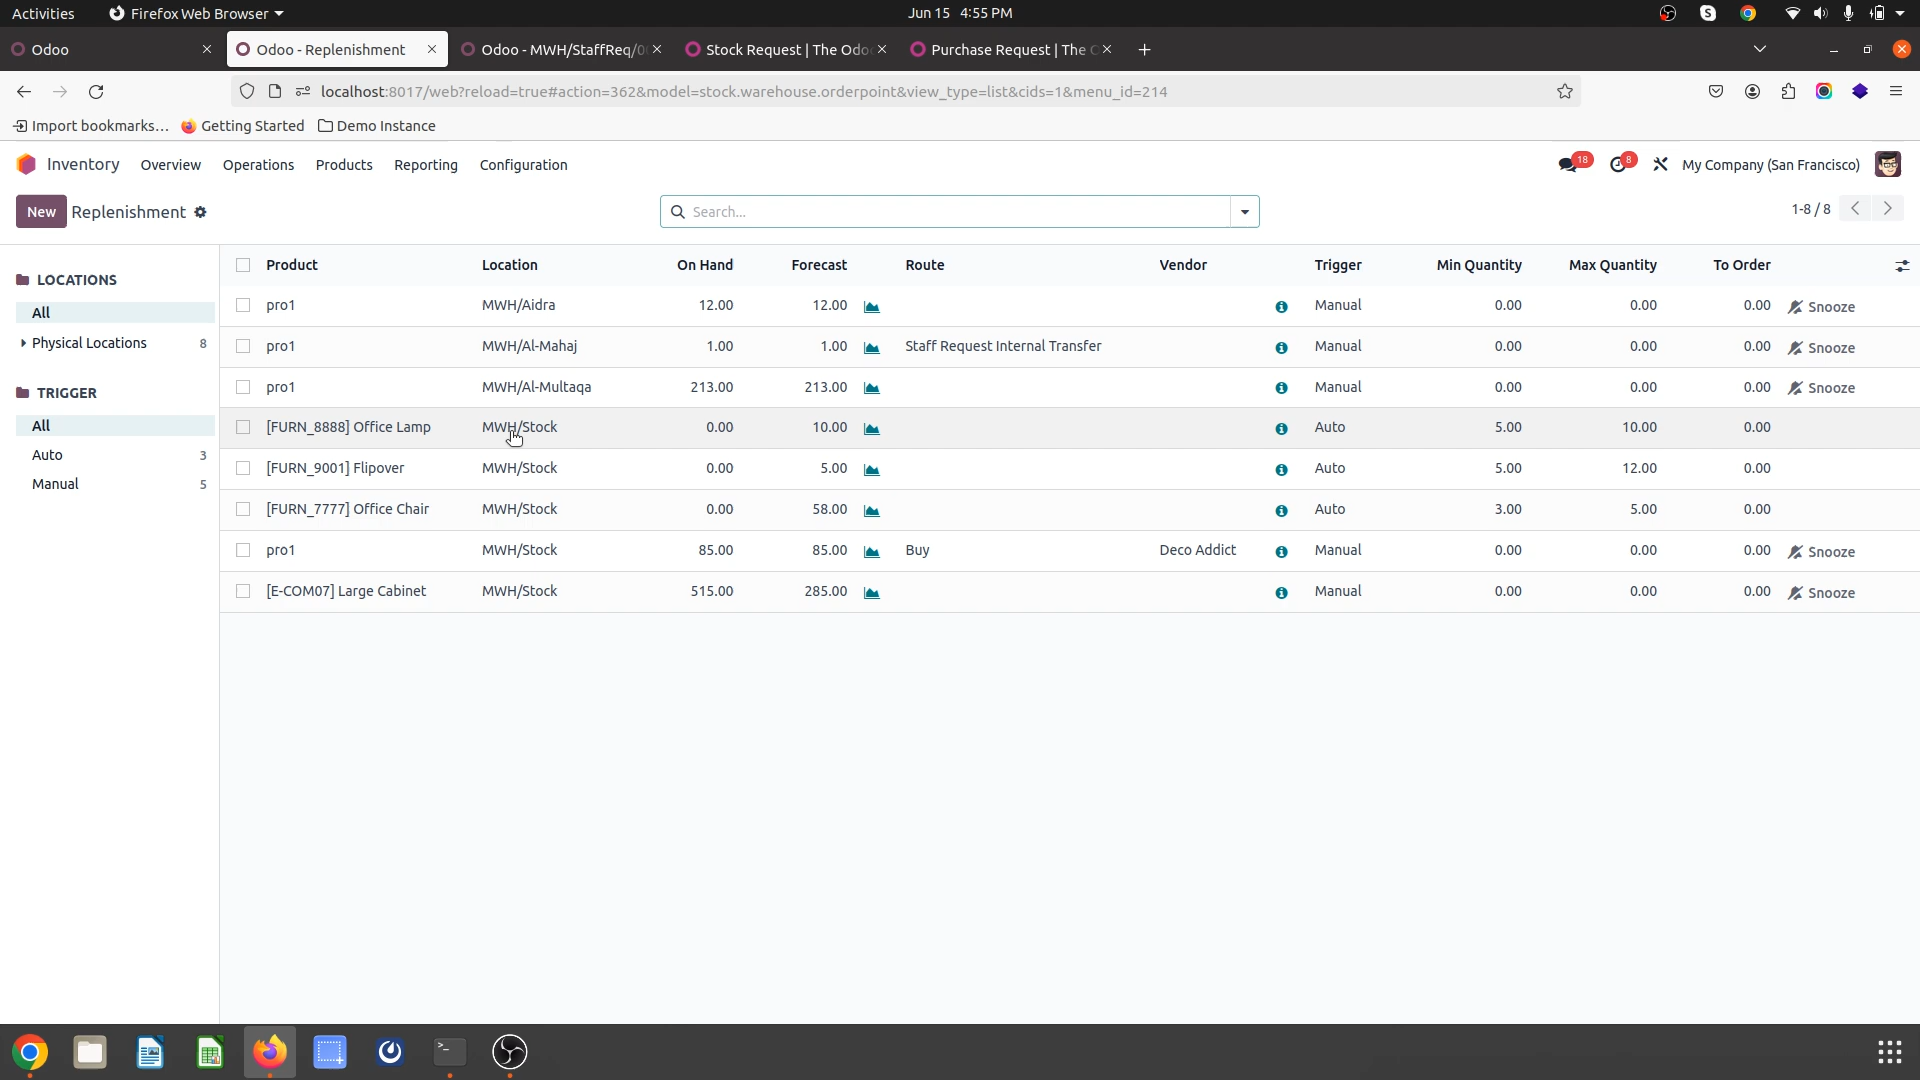 Activities Firefox Web Browser Jun 15 4:55 PM
Odoo Odoo - Replenishment Odoo - MWH/StaffReq/0 Stock Request | The Odo Purchase Request | The
localhost:8017/web?reload=true#action=362&model=stock.warehouse.orderpoint&view_type=list&cids=1&menu_id=214
Import bookmarks... Getting Started Demo Instance
Inventory Overview Operations Products Reporting Configuration 18 8 My Company (San Francisco)
New Replenishment Search... 1-8 / 8
LOCATIONS
All
Physical Locations 8
TRIGGER
All
Auto 3
Manual 5
Product Location On Hand Forecast Route Vendor Trigger Min Quantity Max Quantity To Order
pro1 MWH/Aidra 12.00 12.00 Manual 0.00 0.00 0.00 Snooze
pro1 MWH/Al-Mahaj 1.00 1.00 Staff Request Internal Transfer Manual 0.00 0.00 0.00 Snooze
pro1 MWH/Al-Multaqa 213.00 213.00 Manual 0.00 0.00 0.00 Snooze
[FURN_8888] Office Lamp MWH/Stock 0.00 10.00 Auto 5.00 10.00 0.00
[FURN_9001] Flipover MWH/Stock 0.00 5.00 Auto 5.00 12.00 0.00
[FURN_7777] Office Chair MWH/Stock 0.00 58.00 Auto 3.00 5.00 0.00
pro1 MWH/Stock 85.00 85.00 Buy Deco Addict Manual 0.00 0.00 0.00 Snooze
[E-COM07] Large Cabinet MWH/Stock 515.00 285.00 Manual 0.00 0.00 0.00 Snooze